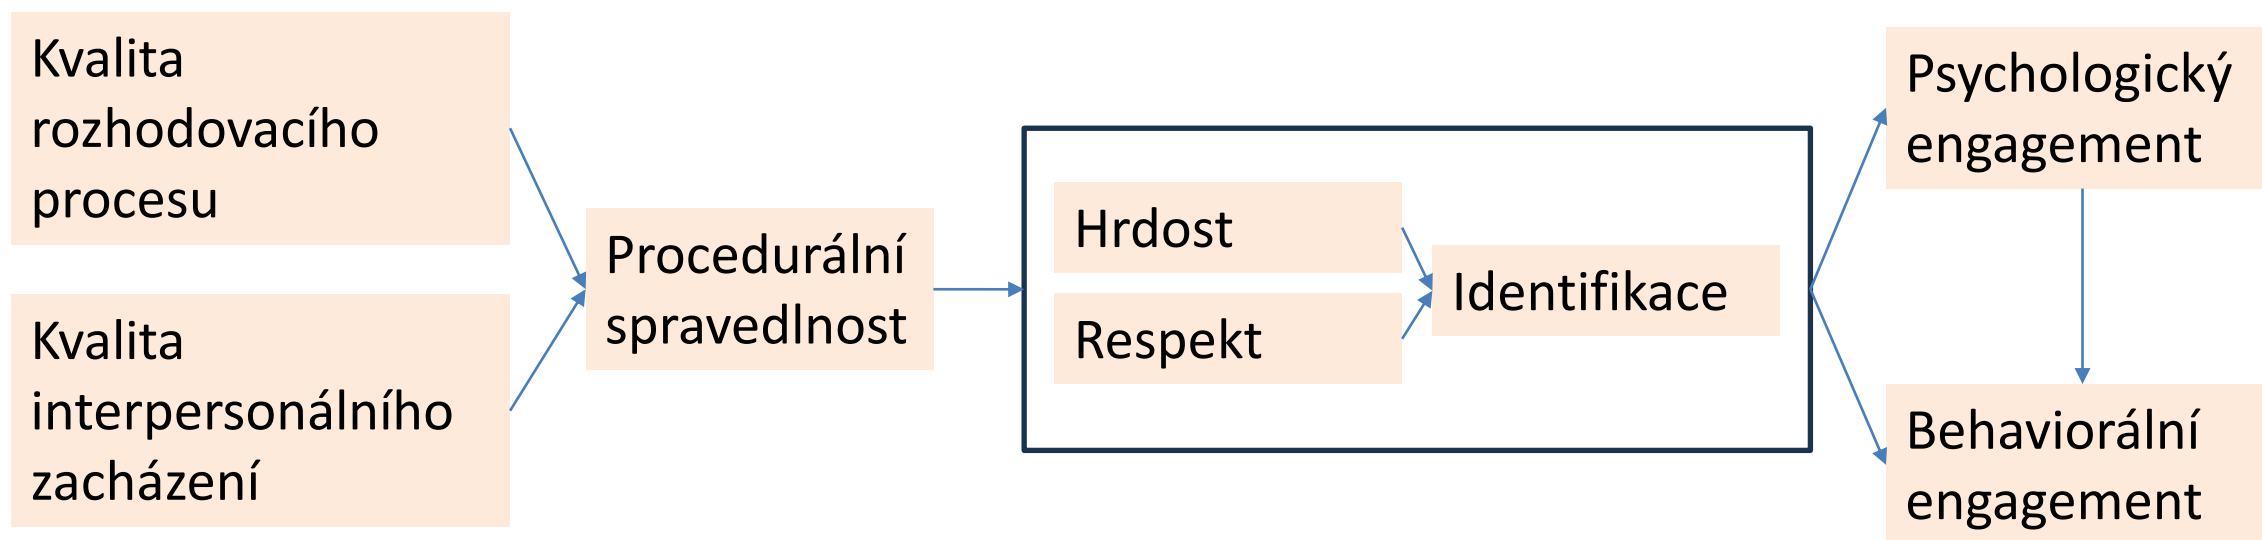 Kvalita
rozhodovacího
procesu
Kvalita
interpersonálního
zacházení
Procedurální
spravedlnost
Hrdost
Respekt
Identifikace
Psychologický
engagement
Behaviorální
engagement